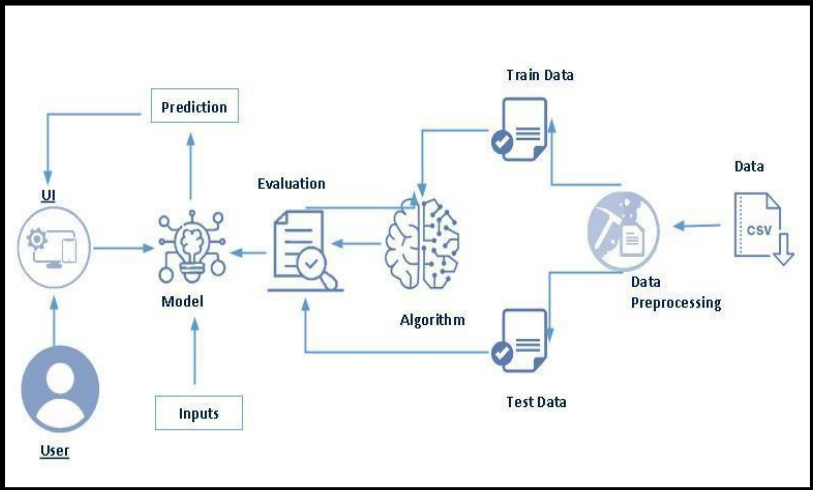 Train Data
Prediction
Data
Evaluation
UI
CSV
Model
Data
Preprocessing
Algorithm
Inputs
Test Data
User